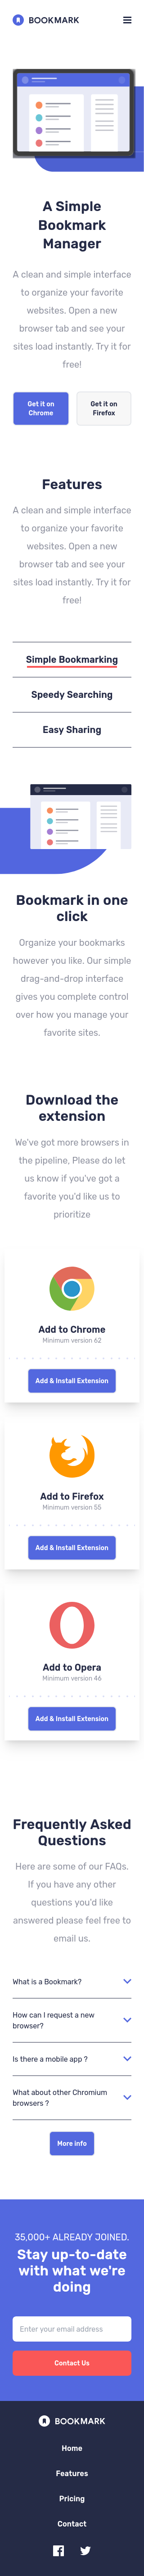 BOOKMARK
A Simple
Bookmark
Manager
A clean and simple interface
to organize your favorite
websites. Open a new
browser tab and see your
sites load instantly. Try it for
free!
Get it on
Chrome
Get it on
Firefox
Features
A clean and simple interface
to organize your favorite
websites. Open a new
browser tab and see your
sites load instantly. Try it for
free!
Simple Bookmarking
Speedy Searching
Easy Sharing
Bookmark in one
click
Organize your bookmarks
however you like. Our simple
drag-and-drop interface
gives you complete control
over how you manage your
favorite sites.
Download the
extension
We've got more browsers in
the pipeline, Please do let
us know if you've got a
favorite you'd like us to
prioritize
Add to Chrome
Minimum version 62
Add & Install Extension
Add to Firefox
Minimum version 55
Add & Install Extension
Add to Opera
Minimum version 46
Add & Install Extension
Frequently Asked
Questions
Here are some of our FAQs.
If you have any other
questions you'd like
answered please feel free to
email us.
What is a Bookmark?
How can I request a new
browser?
Is there a mobile app ?
What about other Chromium
browsers ?
More info
35,000+ ALREADY JOINED.
Stay up-to-date
with what we're
doing
Enter your email address
Contact Us
BOOKMARK
Home
Features
Pricing
Contact